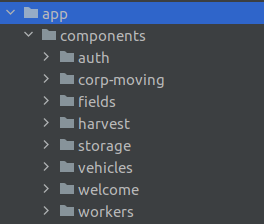 app
components
auth
corp-moving
fields
harvest
storage
vehicles
welcome
workers